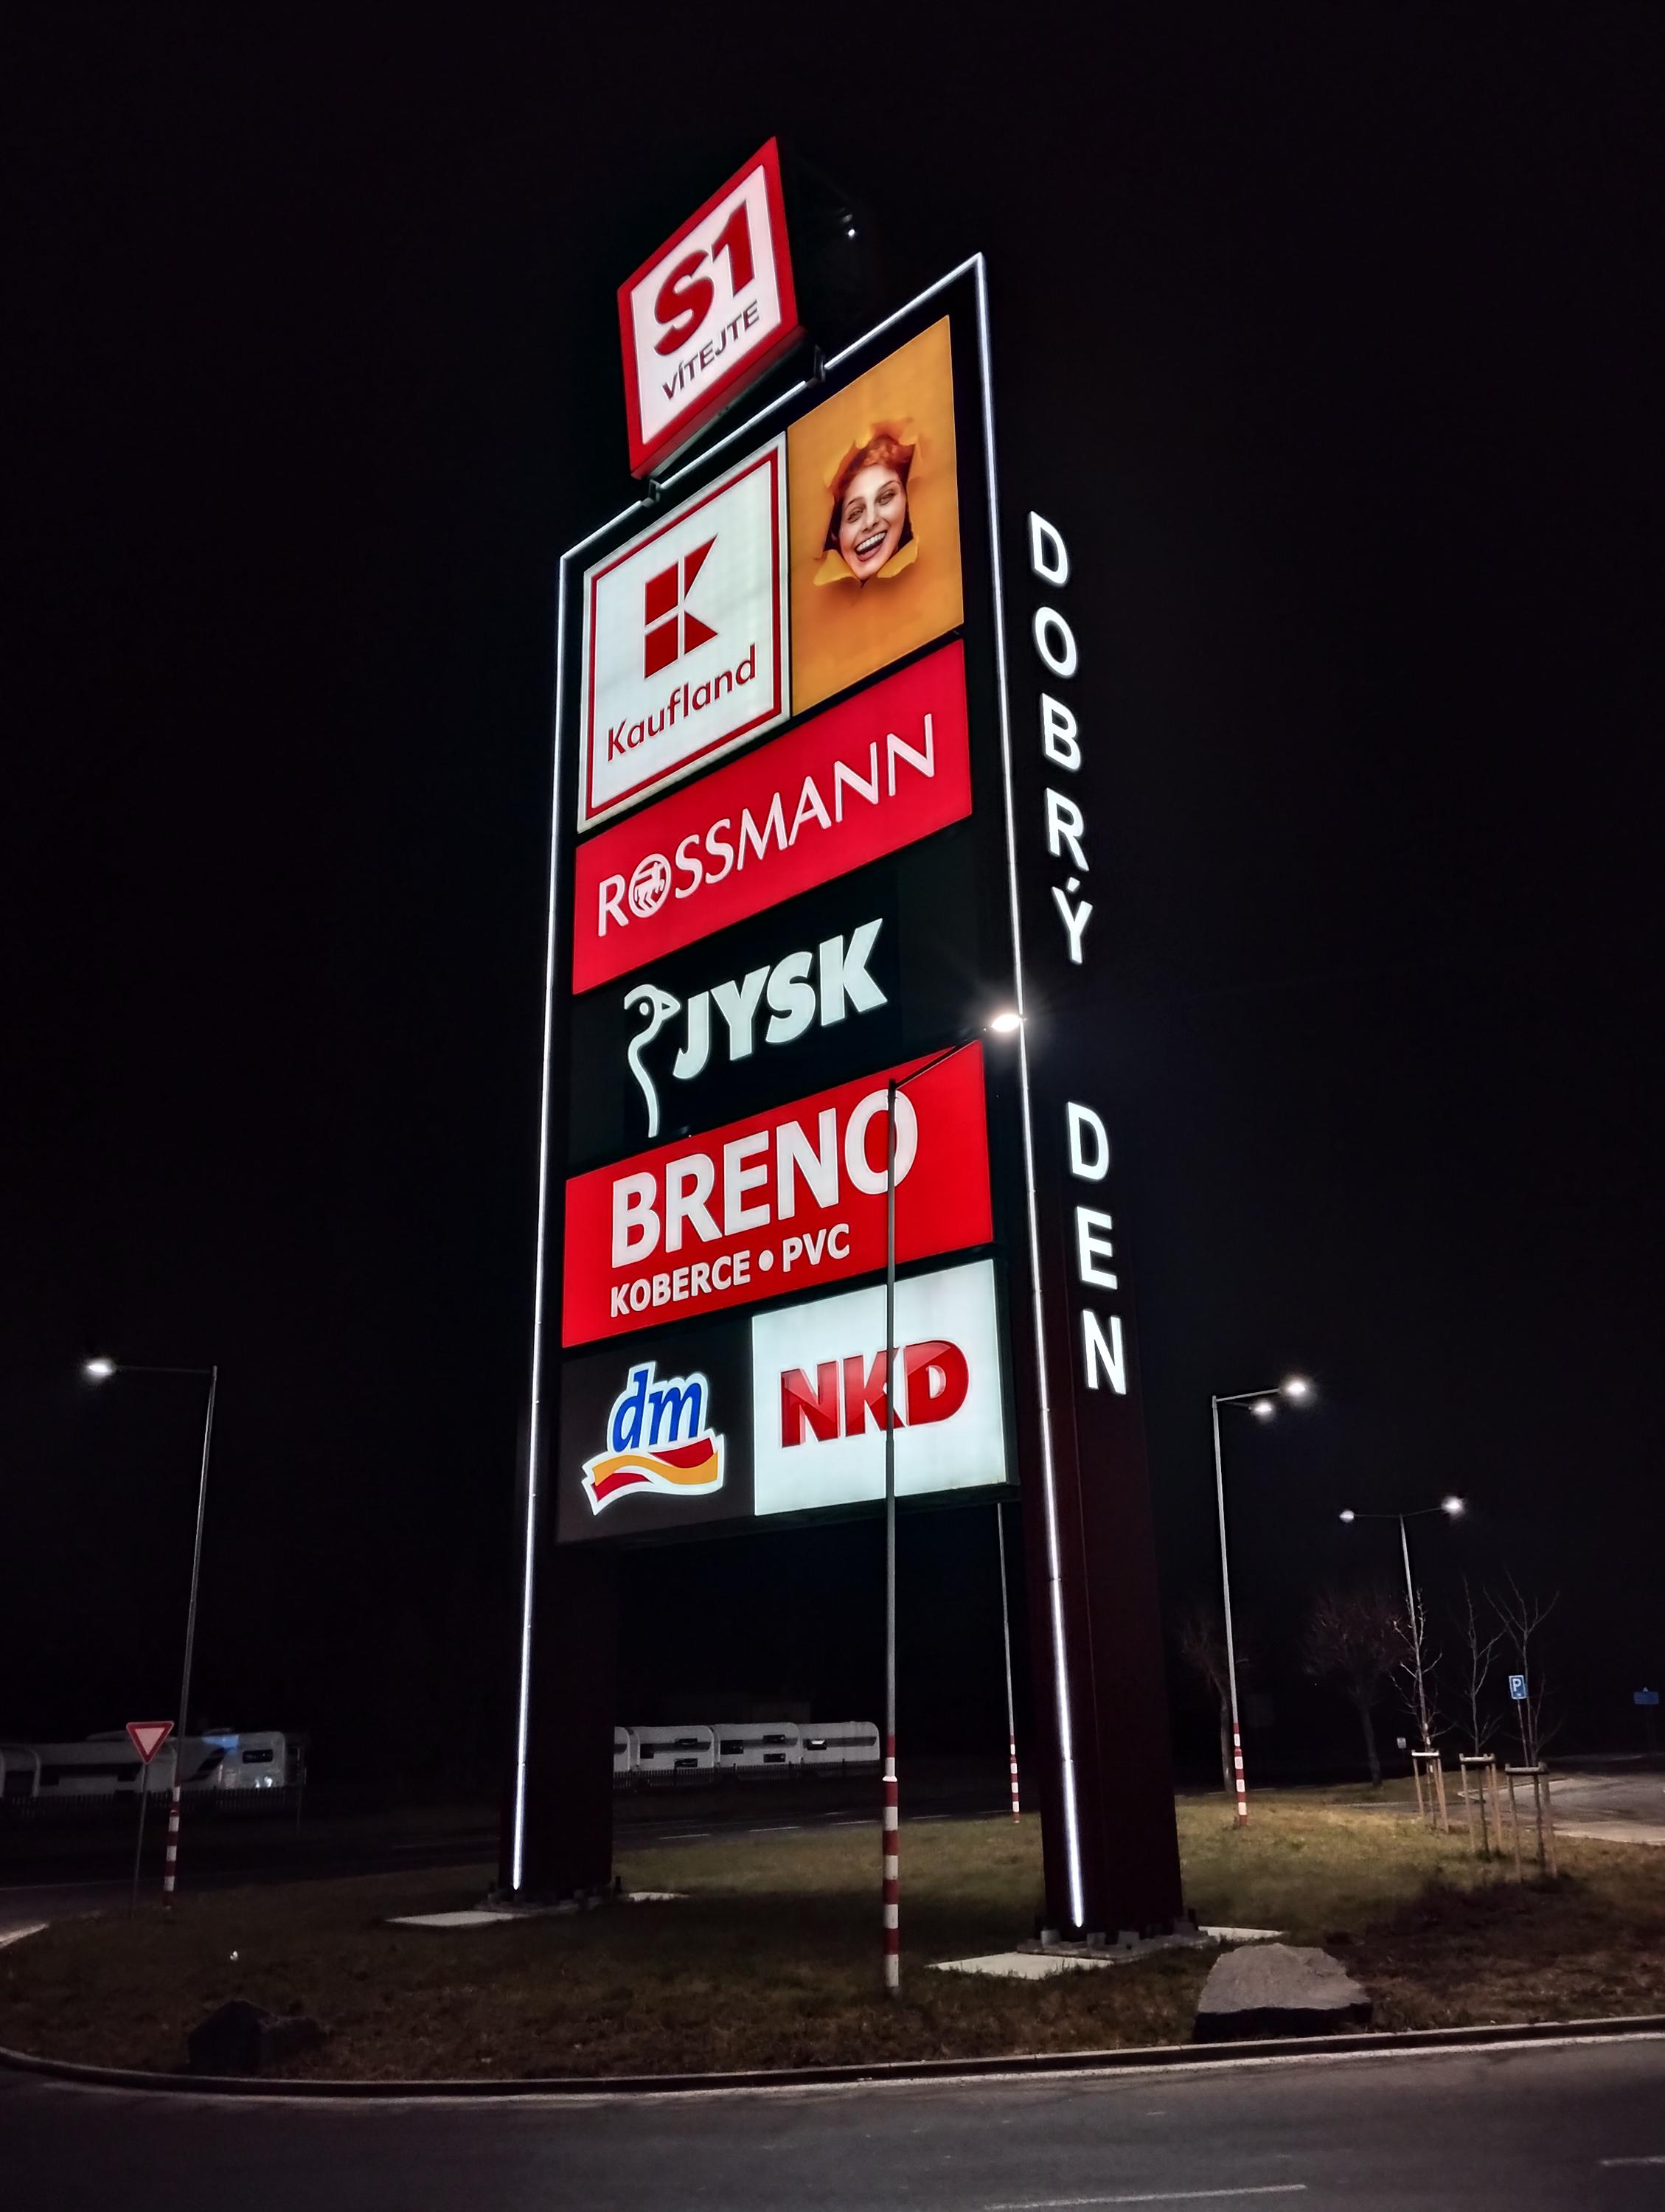 S1
VÍTEJTE
Kaufland
ROSSMANN
JYSK
BRENO
KOBERCE • PVC
dm
NKD
DOBRÝ DEN
P